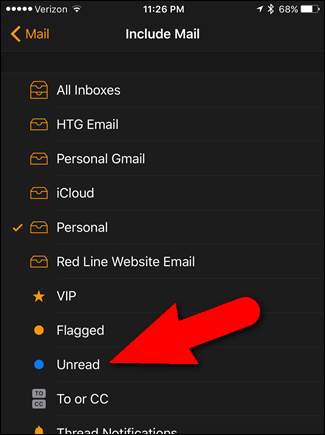 Verizon 11:26 PM 68%
Mail Include Mail
All Inboxes
HTG Email
Personal Gmail
iCloud
Personal
Red Line Website Email
VIP
Flagged
Unread
TO CC To or CC
Thread Notifications